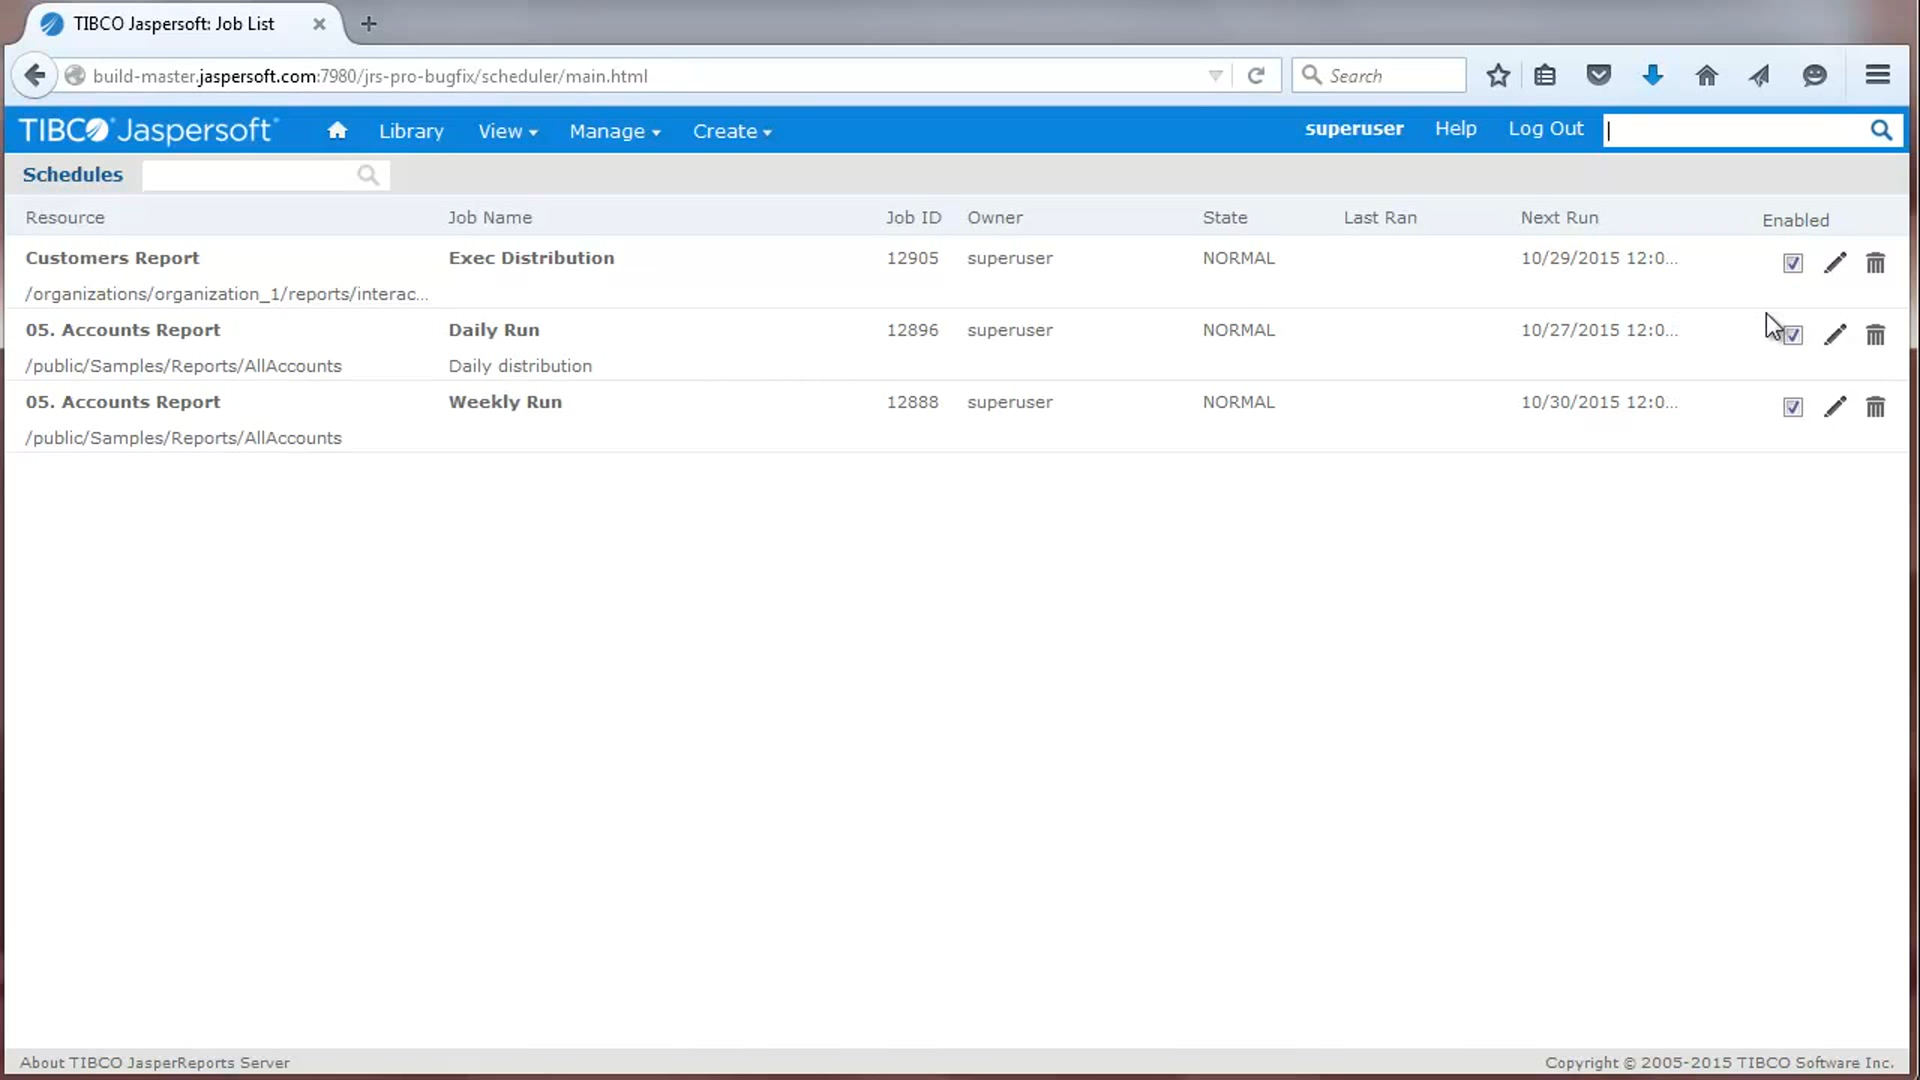 TIBCO Jaspersoft: Job List
build-master.jaspersoft.com:7980/jrs-pro-bugfix/scheduler/main.html
Search
TIBCO Jaspersoft Library View Manage Create superuser Help Log Out
Schedules
Resource Job Name Job ID Owner State Last Ran Next Run Enabled
Customers Report Exec Distribution 12905 superuser NORMAL 10/29/2015 12:0...
/organizations/organization_1/reports/interac...
05. Accounts Report Daily Run 12896 superuser NORMAL 10/27/2015 12:0...
/public/Samples/Reports/AllAccounts Daily distribution
05. Accounts Report Weekly Run 12888 superuser NORMAL 10/30/2015 12:0...
/public/Samples/Reports/AllAccounts
About TIBCO JasperReports Server Copyright © 2005-2015 TIBCO Software Inc.